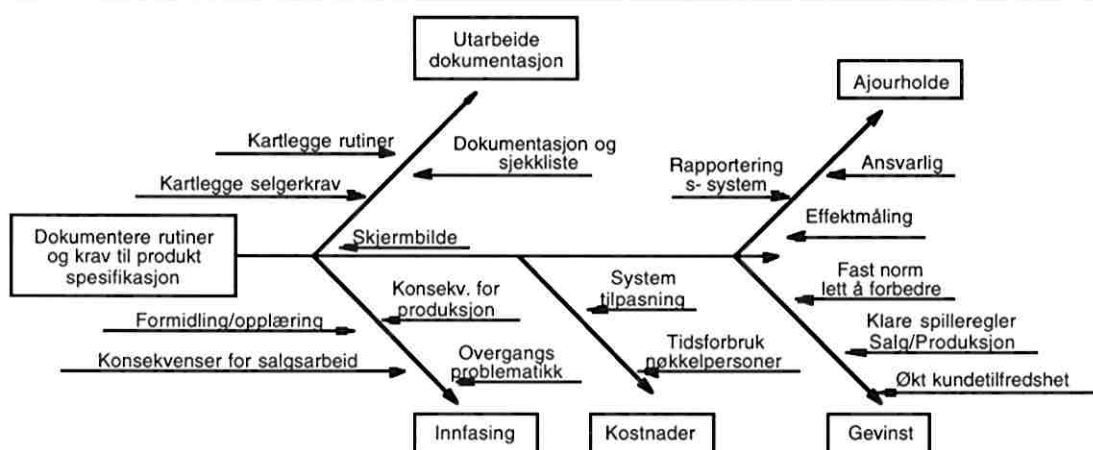 Utarbeide
dokumentasjon
Ajourholde
Kartlegge rutiner
Dokumentasjon og
sjekkliste
Kartlegge selgerkrav
Rapportering
s- system
Ansvarlig
Effektmåling
Skjermbilde
Dokumentere rutiner
og krav til produkt
spesifikasjon
Konsekv. for
produksjon
System
tilpasning
Fast norm
lett å forbedre
Formidling/opplæring
Klare spilleregler
Salg/Produksjon
Konsekvenser for salgsarbeid
Overgangs
problematikk
Tidsforbruk
nøkkelpersoner
Økt kundetilfredshet
Innfasing
Kostnader
Gevinst